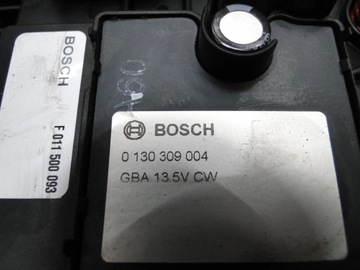 BOSCH
F 011 500 093
BOSCH
0 130 309 004
GBA 13.5V CW